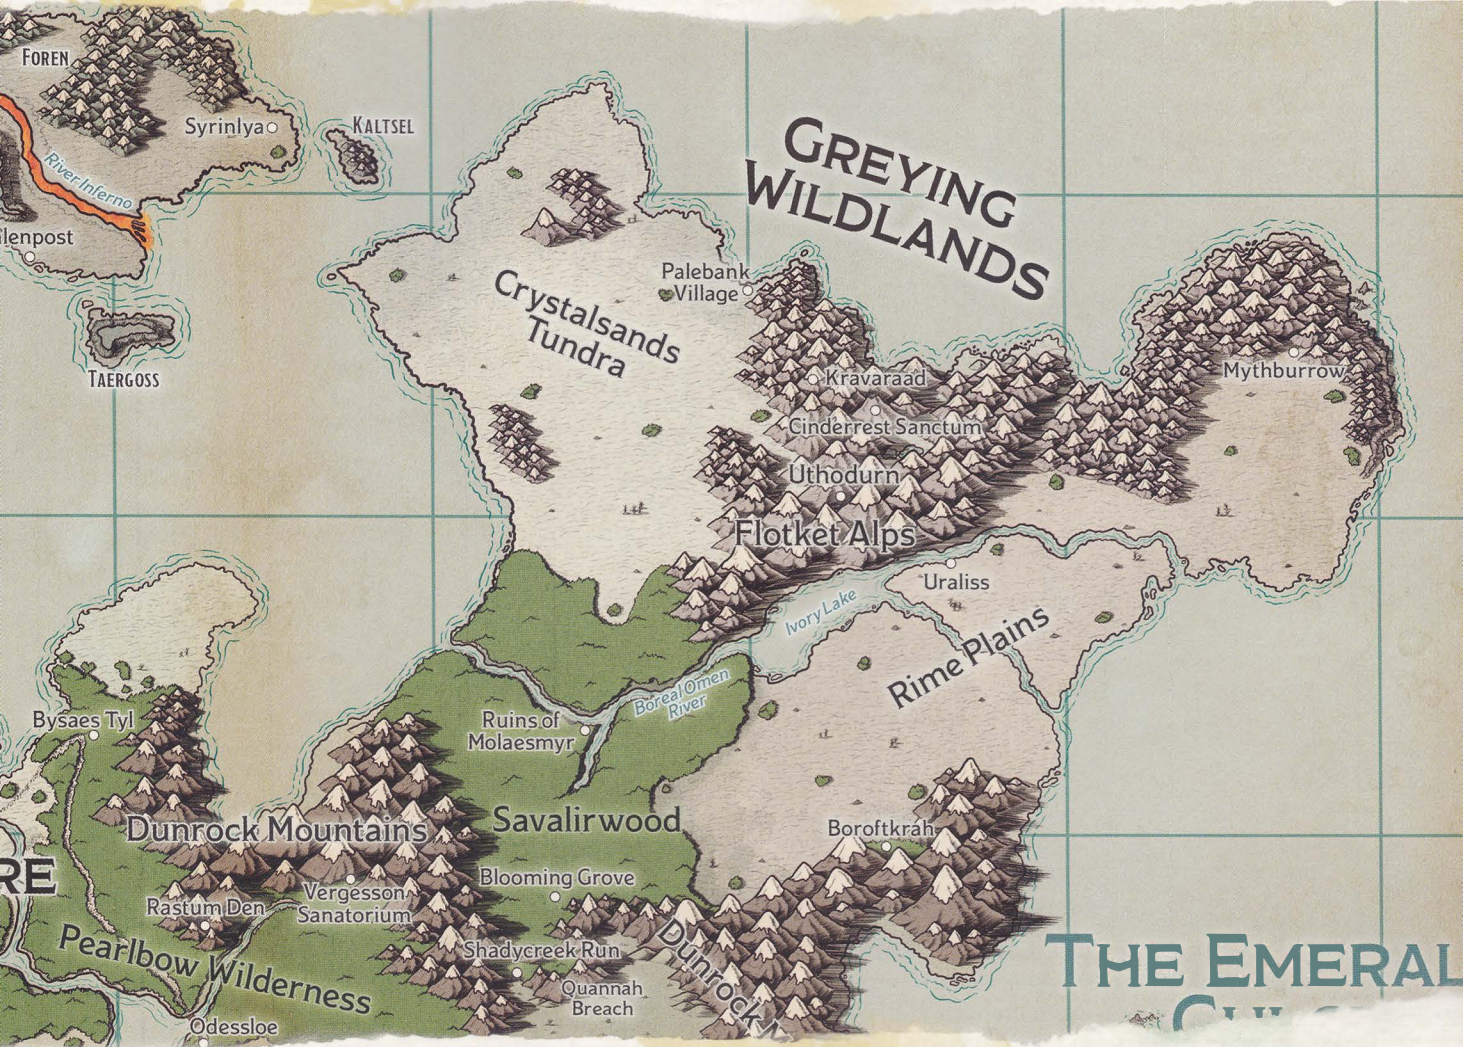 FOREN
Syrinlya
KALTSEL
River Inferno
lenpost
TAERGOSS
GREYING
WILDLANDS
Palebank
Village
Crystalsands
Tundra
Kravaraad
Cinderrest Sanctum
Uthodurn
Flotket Alps
Mythburrow
Uraliss
Ivory Lake
Rime Plains
Boreal Omen
River
Ruins of
Molaesmyr
Bysaes Tyl
Savalirwood
Dunrock Mountains
RE
Boroftkrah
Blooming Grove
Vergesson
Sanatorium
Rastum Den
Pearlbow Wilderness
Shadycreek Run
Quannah
Breach
Dunrock M
Odessloe
THE EMERAL